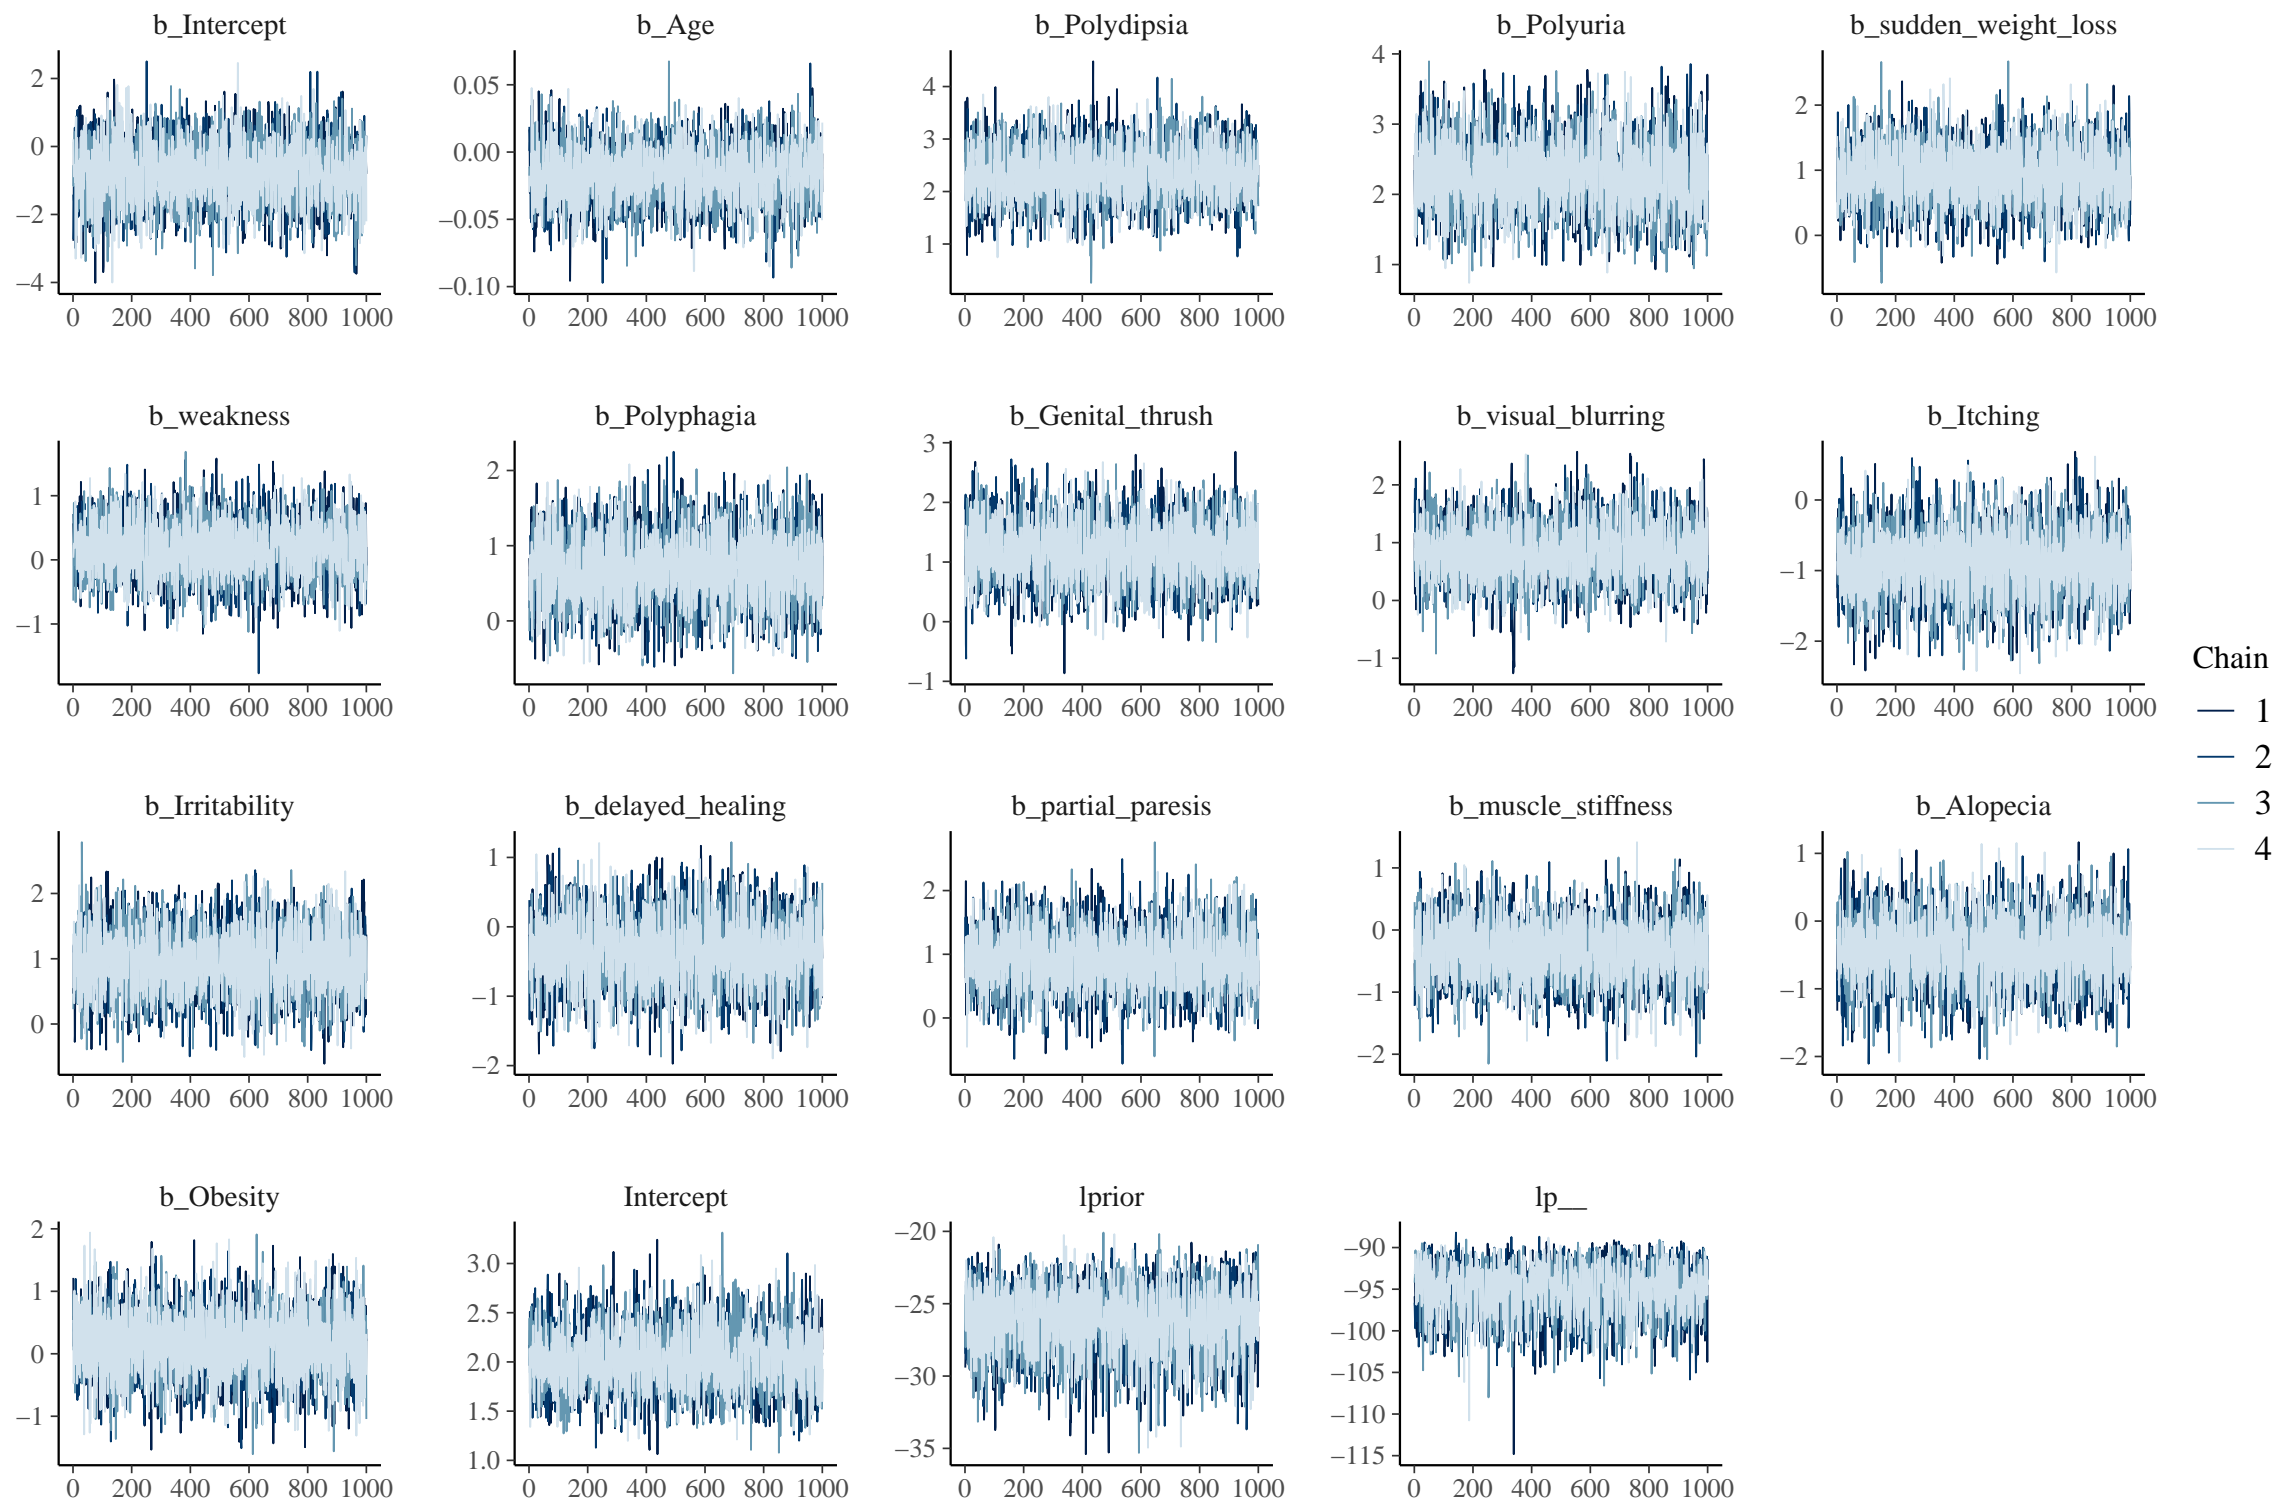 b_Intercept b_Age b_Polydipsia b_Polyuria b_sudden_weight_loss
2 0 −2 −4
0.05 0.00 −0.05 −0.10
4 3 2 1
4 3 2 1
2 1 0
0 200 400 600 800 1000 0 200 400 600 800 1000 0 200 400 600 800 1000 0 200 400 600 800 1000 0 200 400 600 800 1000
b_weakness b_Polyphagia b_Genital_thrush b_visual_blurring b_Itching
1 0 −1
2 1 0
3 2 1 0 −1
2 1 0 −1
0 −1 −2
0 200 400 600 800 1000 0 200 400 600 800 1000 0 200 400 600 800 1000 0 200 400 600 800 1000 0 200 400 600 800 1000
b_Irritability b_delayed_healing b_partial_paresis b_muscle_stiffness b_Alopecia
2 1 0
1 0 −1 −2
2 1 0
1 0 −1 −2
1 0 −1 −2
0 200 400 600 800 1000 0 200 400 600 800 1000 0 200 400 600 800 1000 0 200 400 600 800 1000 0 200 400 600 800 1000
b_Obesity Intercept lprior lp__
2 1 0 −1
3.0 2.5 2.0 1.5 1.0
−20 −25 −30 −35
−90 −95 −100 −105 −110 −115
0 200 400 600 800 1000 0 200 400 600 800 1000 0 200 400 600 800 1000 0 200 400 600 800 1000
Chain
1
2
3
4